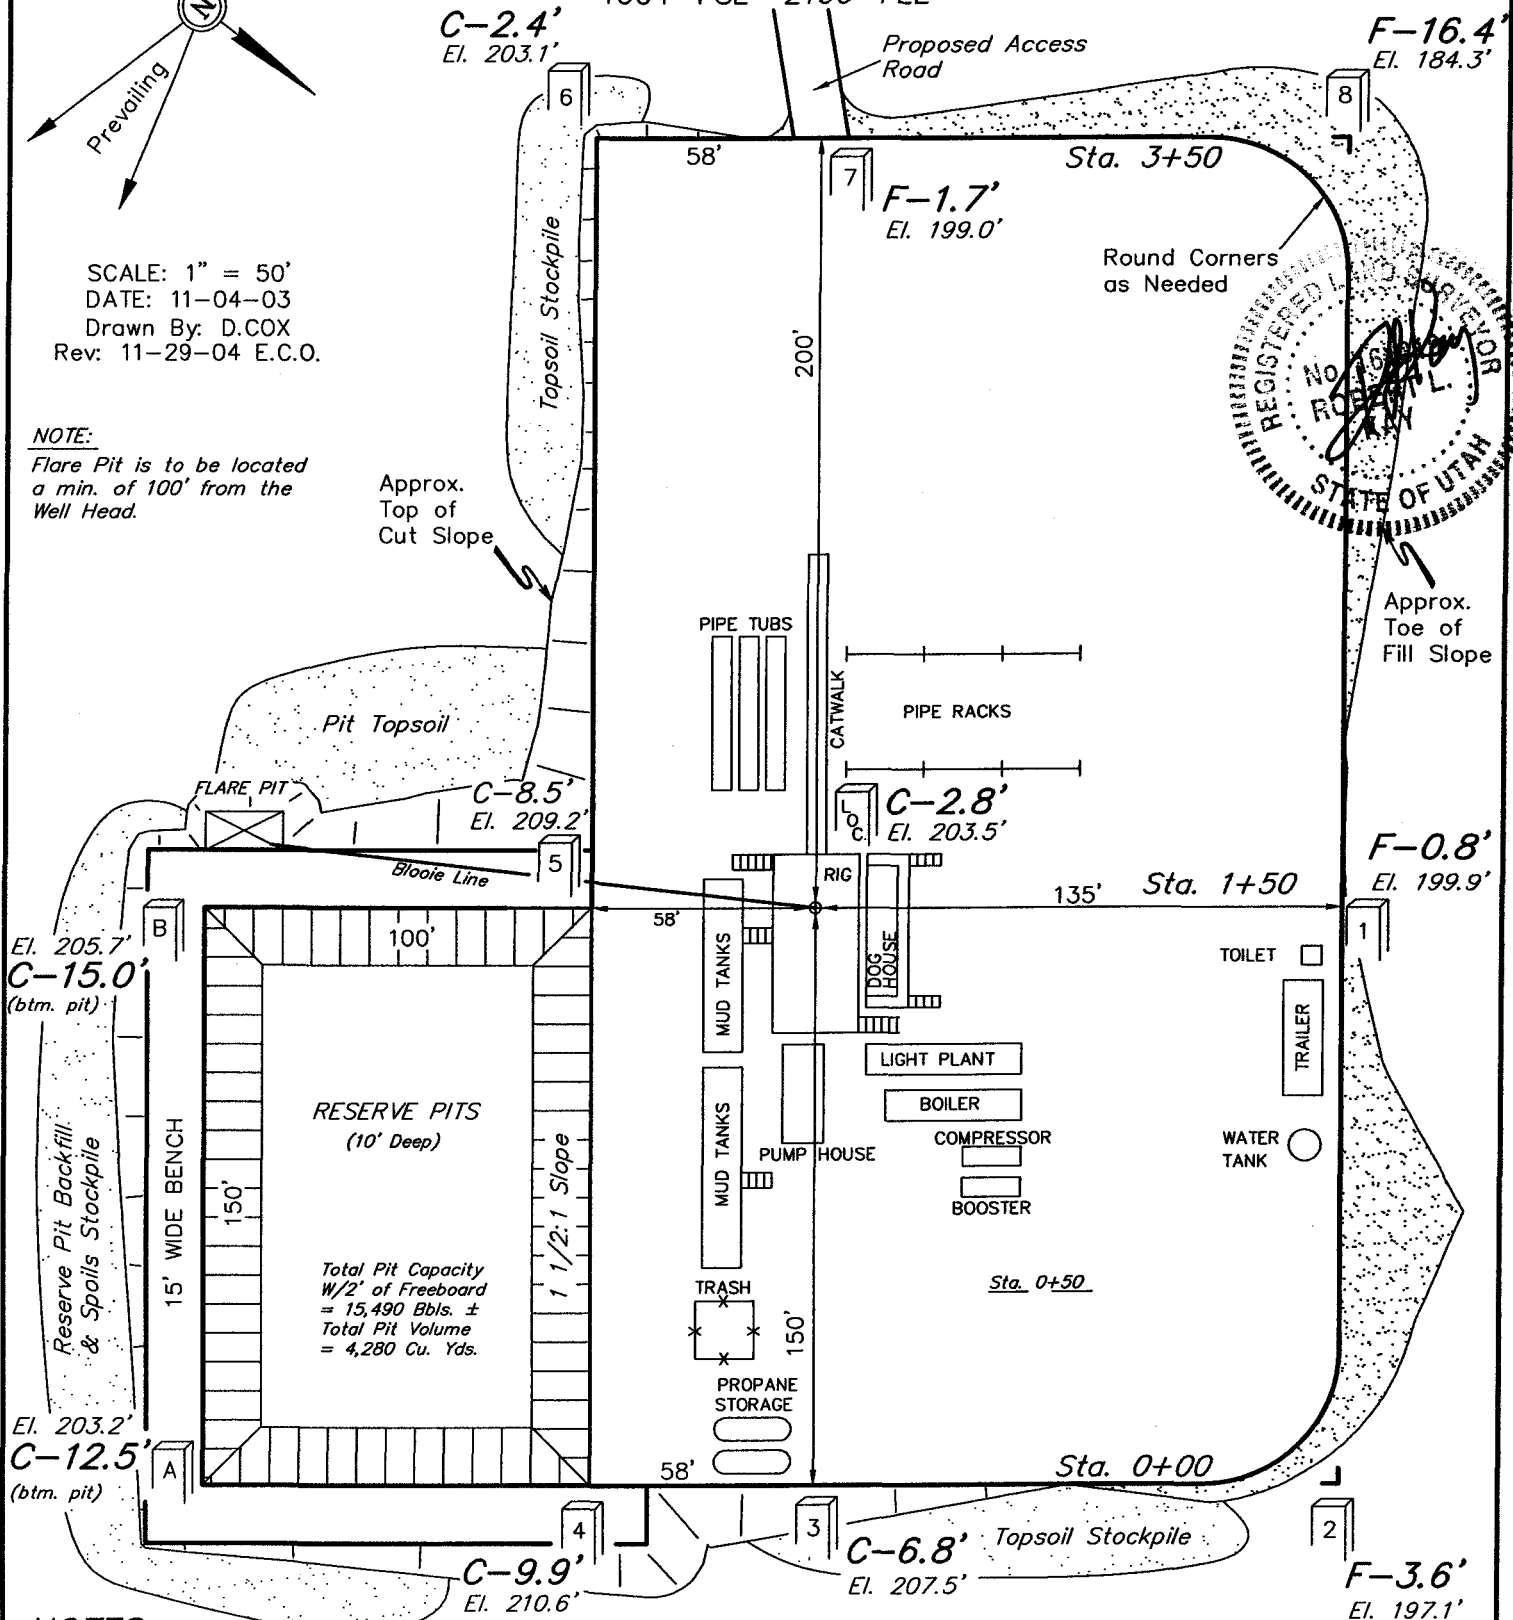 N
Prevailing
C-2.4'
El. 203.1'
Proposed Access
Road
F-16.4'
El. 184.3'
6
8
58'
Sta. 3+50
7
F-1.7'
El. 199.0'
SCALE: 1" = 50'
DATE: 11-04-03
Drawn By: D.COX
Rev: 11-29-04 E.C.O.
Topsoil Stockpile
200'
Round Corners
as Needed
REGISTERED LAND SURVEYOR
No.
ROBERT L.
KAY
STATE OF UTAH
NOTE:
Flare Pit is to be located
a min. of 100' from the
Well Head.
Approx.
Top of
Cut Slope
Approx.
Toe of
Fill Slope
PIPE TUBS
CATWALK
PIPE RACKS
Pit Topsoil
FLARE PIT
C-8.5'
El. 209.2'
LOC.
C-2.8'
El. 203.5'
5
Blooie Line
RIG
F-0.8'
El. 199.9'
135'
Sta. 1+50
58'
B
100'
1
El. 205.7'
C-15.0'
(btm. pit)
MUD TANKS
DOG
HOUSE
TOILET
TRAILER
LIGHT PLANT
BOILER
COMPRESSOR
BOOSTER
PUMP HOUSE
WATER
TANK
RESERVE PITS
(10' Deep)
MUD TANKS
Reserve Pit Backfill
& Spoils Stockpile
15' WIDE BENCH
150'
1 1/2:1 Slope
Total Pit Capacity
W/2' of Freeboard
= 15,490 Bbls. ±
Total Pit Volume
= 4,280 Cu. Yds.
TRASH
Sta. 0+50
150'
PROPANE
STORAGE
El. 203.2'
C-12.5'
(btm. pit)
A
58'
Sta. 0+00
4
3
2
C-9.9'
El. 210.6'
C-6.8'
El. 207.5'
Topsoil Stockpile
F-3.6'
El. 197.1'